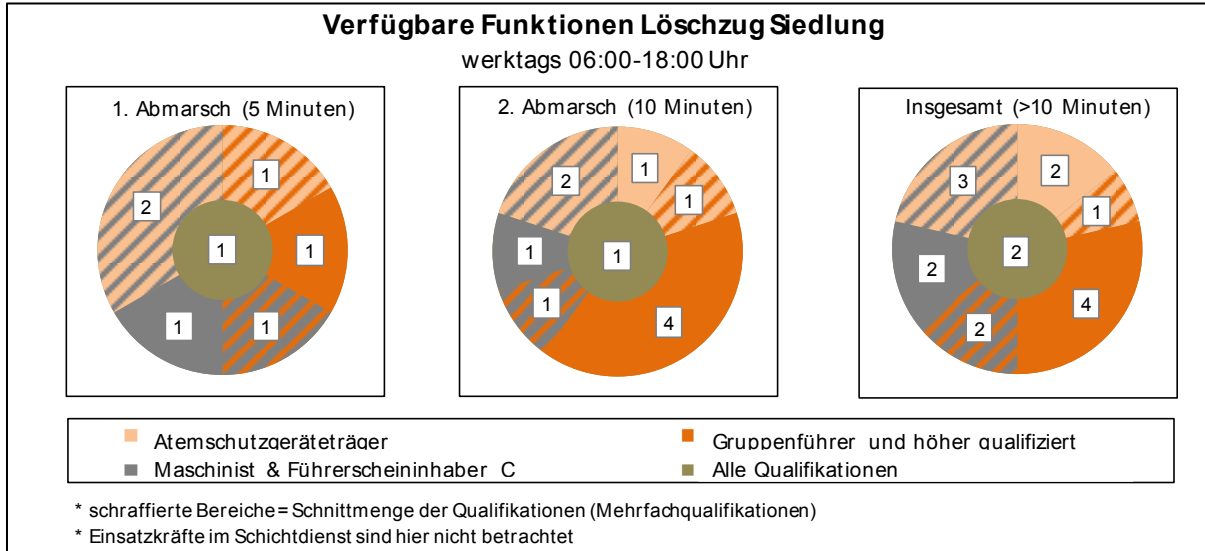 Verfügbare Funktionen Löschzug Siedlung
werktags 06:00-18:00 Uhr
1. Abmarsch (5 Minuten)
1
2
1
1
1
1
2. Abmarsch (10 Minuten)
1
2
1
1
1
1
4
Insgesamt (>10 Minuten)
2
3
1
2
2
2
4
Atemschutzgeräteträger
Gruppenführer und höher qualifiziert
Maschinist & Führerscheininhaber C
Alle Qualifikationen
* schraffierte Bereiche= Schnittmenge der Qualifikationen (Mehrfachqualifikationen)
* Einsatzkräfte im Schichtdienst sind hier nicht betrachtet